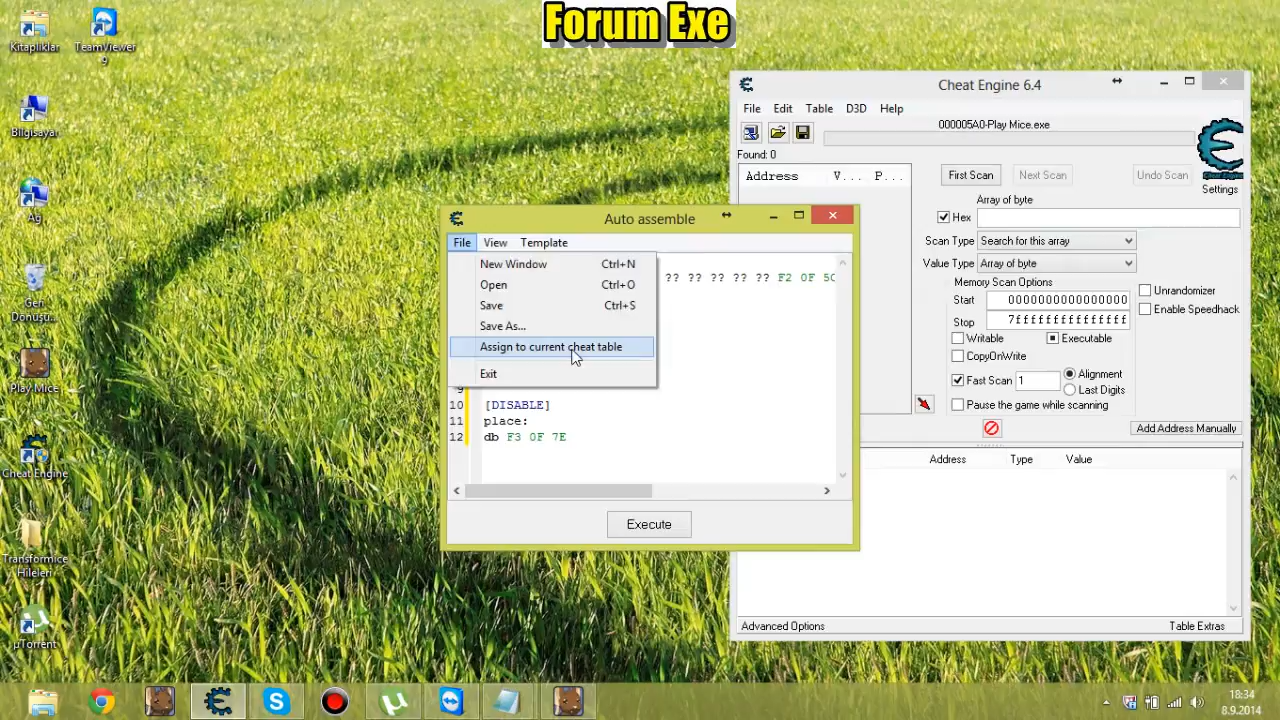 Forum Exe
Kitaplıklar
TeamViewer 9
Bilgisayar
Ağ
Geri Dönüşü...
Play Mice
Cheat Engine
Transformice Hileleri
µTorrent
Cheat Engine 6.4
File Edit Table D3D Help
000005A0-Play Mice.exe
Found: 0
Address V... P...
First Scan Next Scan Undo Scan
Cheat Engine
Settings
Array of byte
Hex
Scan Type Search for this array
Value Type Array of byte
Memory Scan Options
Start 0000000000000000
Stop 7fffffffffffffff
Unrandomizer
Enable Speedhack
Writable Executable
CopyOnWrite
Fast Scan 1 Alignment
Last Digits
Pause the game while scanning
Add Address Manually
Address Type Value
Advanced Options Table Extras
Auto assemble
File View Template
New Window Ctrl+N
Open Ctrl+O
Save Ctrl+S
Save As...
Assign to current cheat table
Exit
?? ?? ?? ?? ?? F2 0F 5C
9
10 [DISABLE]
11 place:
12 db F3 0F 7E
Execute
18:34
8.9.2014